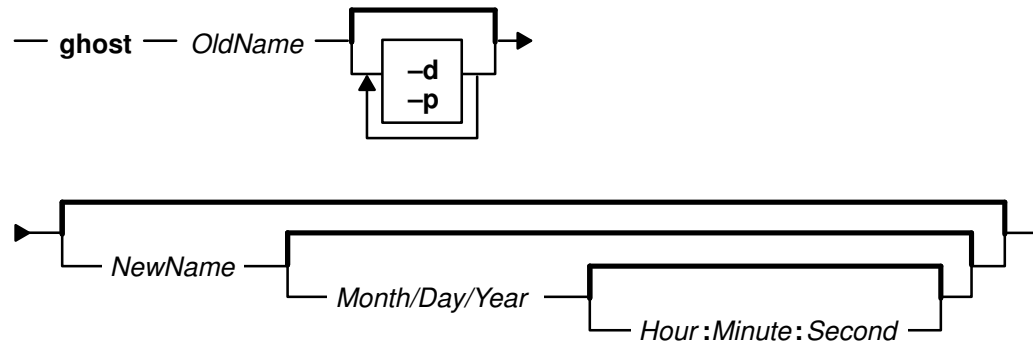 ghost OldName
–d
–p
NewName
Month/Day/Year
Hour:Minute:Second